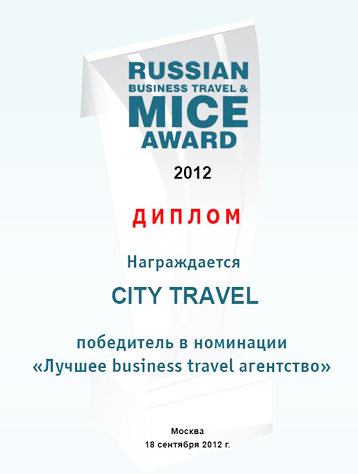 RUSSIAN
BUSINESS TRAVEL &
MICE
AWARD
2012
ДИПЛОМ
Награждается
CITY TRAVEL
победитель в номинации
«Лучшее business travel агентство»
Москва
18 сентября 2012 г.